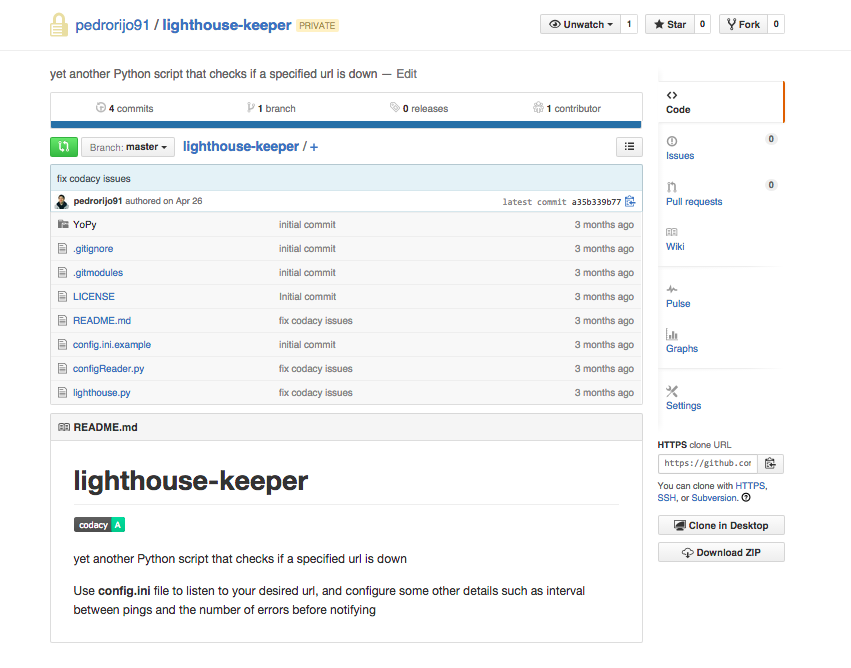 pedrorijo91 / lighthouse-keeper PRIVATE
Unwatch 1 Star 0 Fork 0
yet another Python script that checks if a specified url is down — Edit
4 commits 1 branch 0 releases 1 contributor
Branch: master lighthouse-keeper / +
fix codacy issues
pedrorijo91 authored on Apr 26 latest commit a35b339b77
YoPy initial commit 3 months ago
.gitignore initial commit 3 months ago
.gitmodules initial commit 3 months ago
LICENSE Initial commit 3 months ago
README.md fix codacy issues 3 months ago
config.ini.example initial commit 3 months ago
configReader.py fix codacy issues 3 months ago
lighthouse.py fix codacy issues 3 months ago
README.md
lighthouse-keeper
codacy A
yet another Python script that checks if a specified url is down
Use config.ini file to listen to your desired url, and configure some other details such as interval
between pings and the number of errors before notifying
Code
Issues 0
Pull requests 0
Wiki
Pulse
Graphs
Settings
HTTPS clone URL
https://github.com
You can clone with HTTPS,
SSH, or Subversion.
Clone in Desktop
Download ZIP